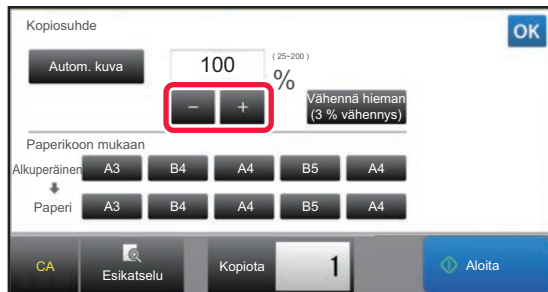 Kopiosuhde
OK
Autom. kuva
100
(25~200)
%
− +
Vähennä hieman
(3 % vähennys)
Paperikoon mukaan
Alkuperäinen A3 B4 A4 B5 A4
Paperi A3 B4 A4 B5 A4
CA
Esikatselu
Kopiota
1
Aloita